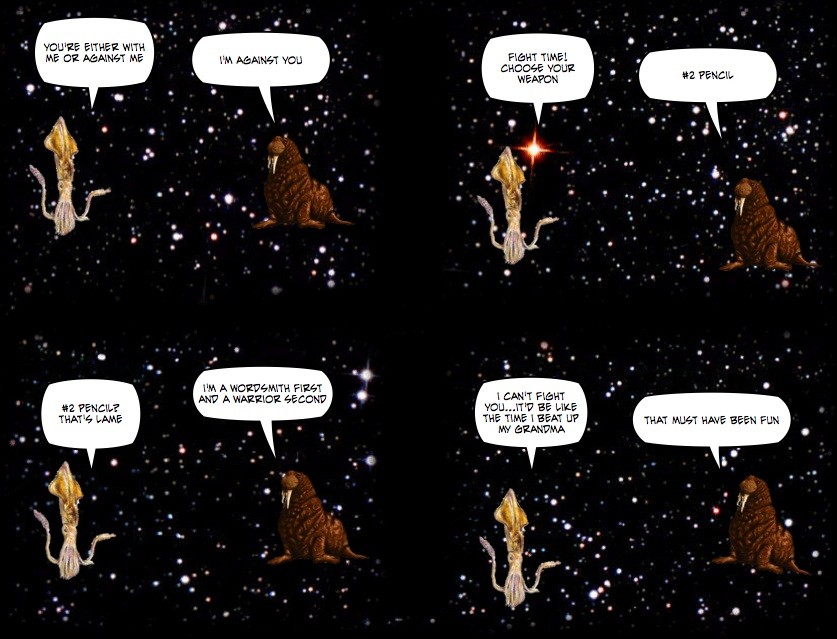 YOU'RE EITHER WITH
ME OR AGAINST ME
I'M AGAINST YOU
FIGHT TIME!
CHOOSE YOUR
WEAPON
#2 PENCIL
#2 PENCIL?
THAT'S LAME
I'M A WORDSMITH FIRST
AND A WARRIOR SECOND
I CAN'T FIGHT
YOU...IT'D BE LIKE
THE TIME I BEAT UP
MY GRANDMA
THAT MUST HAVE BEEN FUN